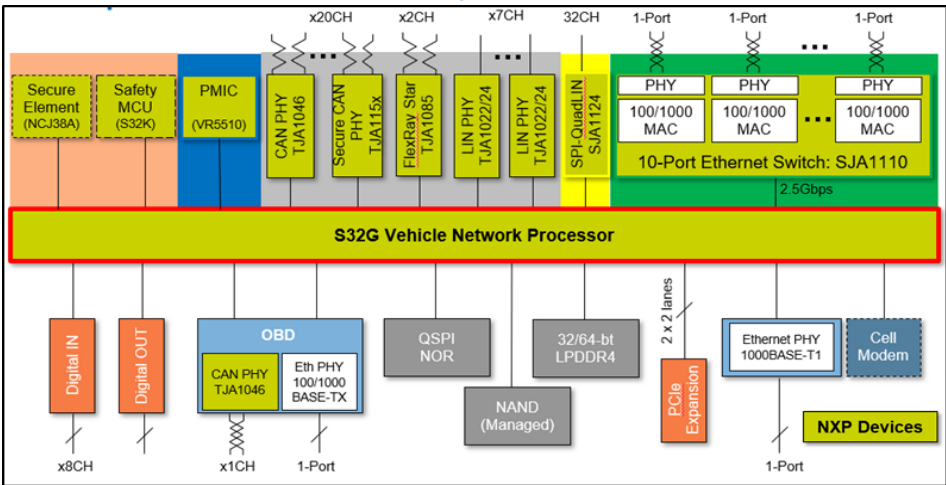 x20CH
x2CH
x7CH
32CH
1-Port
1-Port
1-Port
Secure
Element
(NCJ38A)
Safety
MCU
(S32K)
PMIC
(VR5510)
CAN PHY
TJA1046
Secure CAN
PHY
TJA115x
FlexRay Star
TJA1085
LIN PHY
TJA1022/24
LIN PHY
TJA1022/24
SPI-QuadLIN
SJA1124
PHY
100/1000
MAC
PHY
100/1000
MAC
PHY
100/1000
MAC
10-Port Ethernet Switch: SJA1110
2.5Gbps
S32G Vehicle Network Processor
Digital IN
Digital OUT
OBD
CAN PHY
TJA1046
Eth PHY
100/1000
BASE-TX
QSPI
NOR
NAND
(Managed)
32/64-bt
LPDDR4
2 x 2 lanes
PCIe
Expansion
Ethernet PHY
1000BASE-T1
Cell
Modem
NXP Devices
x8CH
x1CH
1-Port
1-Port